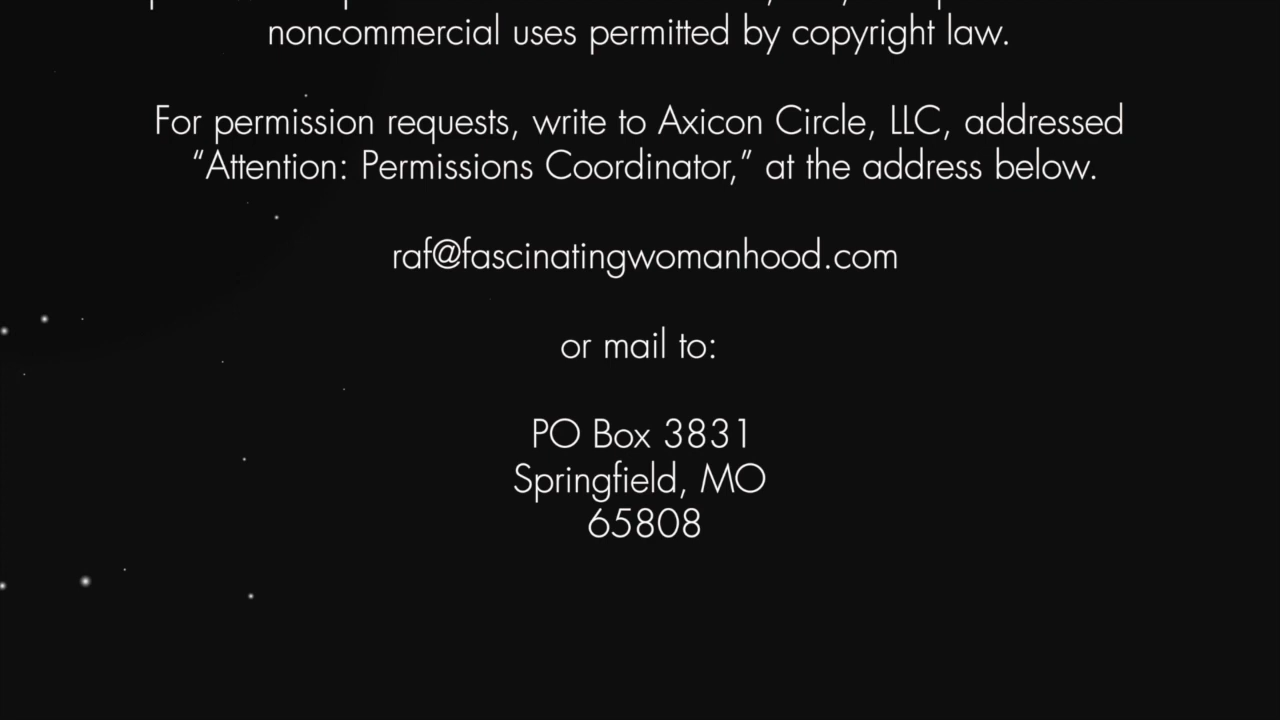 noncommercial uses permitted by copyright law.
For permission requests, write to Axicon Circle, LLC, addressed
“Attention: Permissions Coordinator,” at the address below.
raf@fascinatingwomanhood.com
or mail to:
PO Box 3831
Springfield, MO
65808